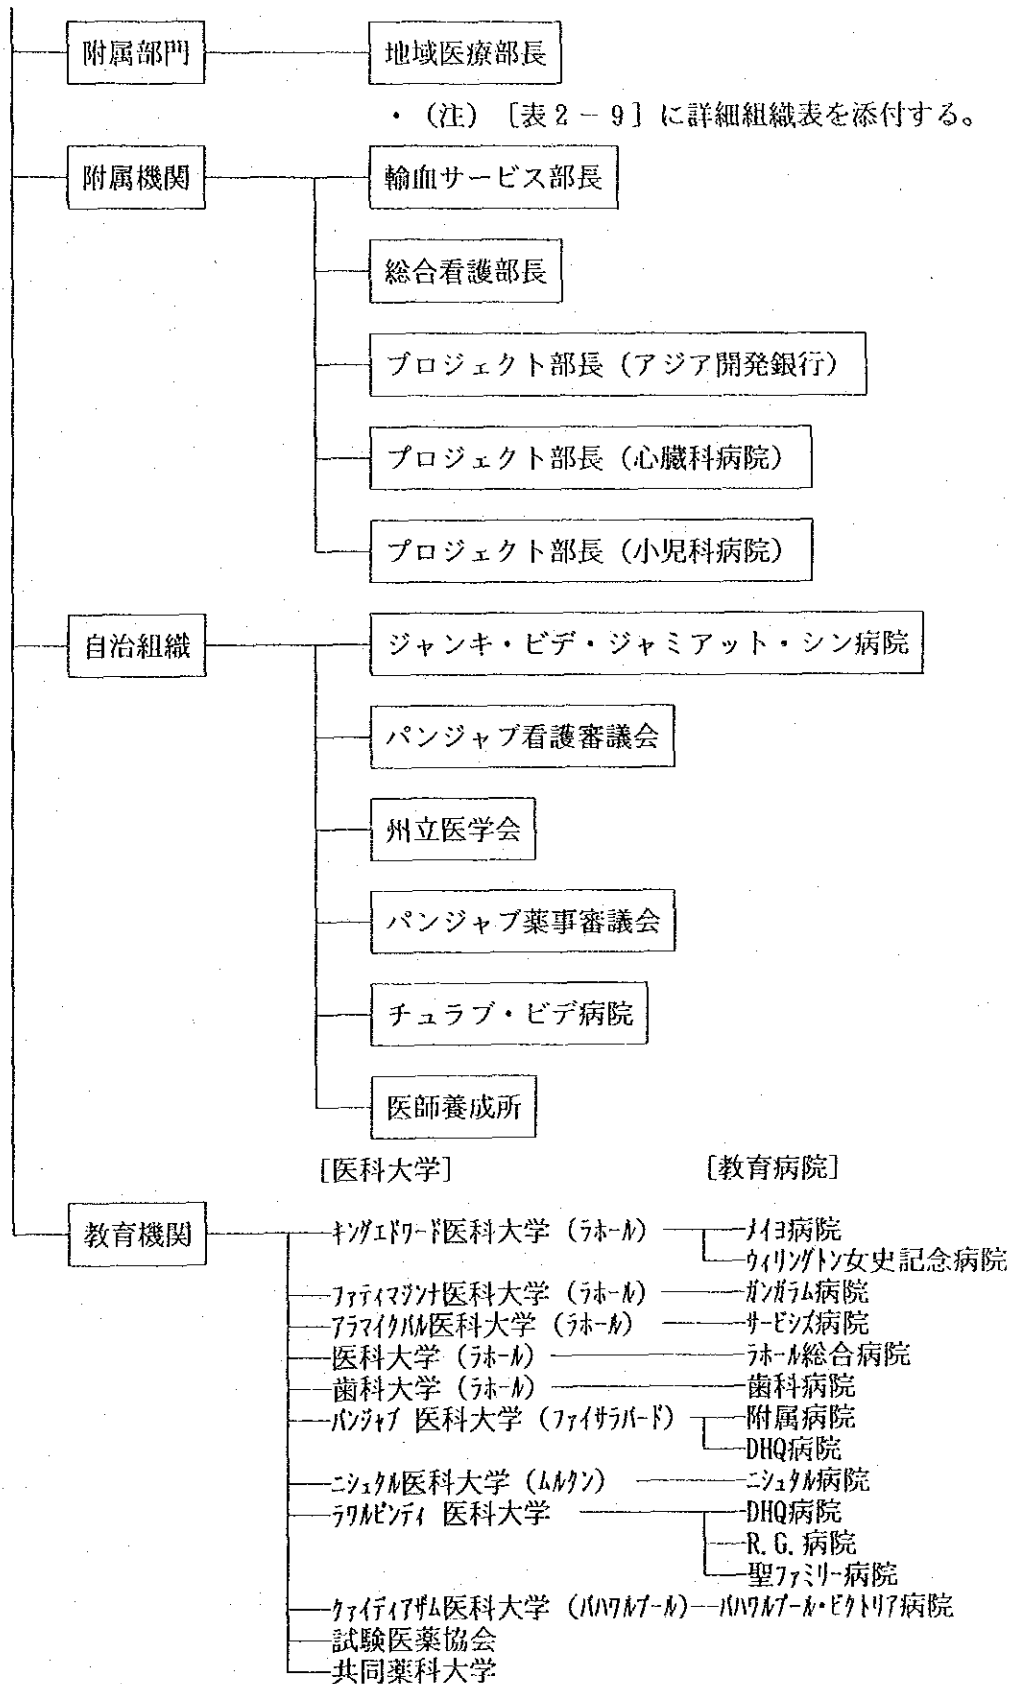 附属部門 地域医療部長
・(注)〔表2-9〕に詳細組織表を添付する。
附属機関 輸血サービス部長
総合看護部長
プロジェクト部長(アジア開発銀行)
プロジェクト部長(心臓科病院)
プロジェクト部長(小児科病院)
自治組織 ジャンキ・ビデ・ジャミアット・シン病院
パンジャブ看護審議会
州立医学会
パンジャブ薬事審議会
チュラブ・ビデ病院
医師養成所
[医科大学] [教育病院]
教育機関 キングエドワード医科大学(ラホール) メイヨ病院
ウィリングトン女史記念病院
ファティマジンナ医科大学(ラホール) ガンガラム病院
アラマイクバル医科大学(ラホール) サービシズ病院
医科大学(ラホール) ラホール総合病院
歯科大学(ラホール) 歯科病院
パンジャブ 医科大学(ファイサラバード) 附属病院
DHQ病院
ニシュタル医科大学(ムルタン) ニシュタル病院
ラワルピンディ 医科大学 DHQ病院
R.G.病院
聖ファミリー病院
クァイディアザム医科大学(バハワルプール) バハワルプール・ビクトリア病院
試験医薬協会
共同薬科大学